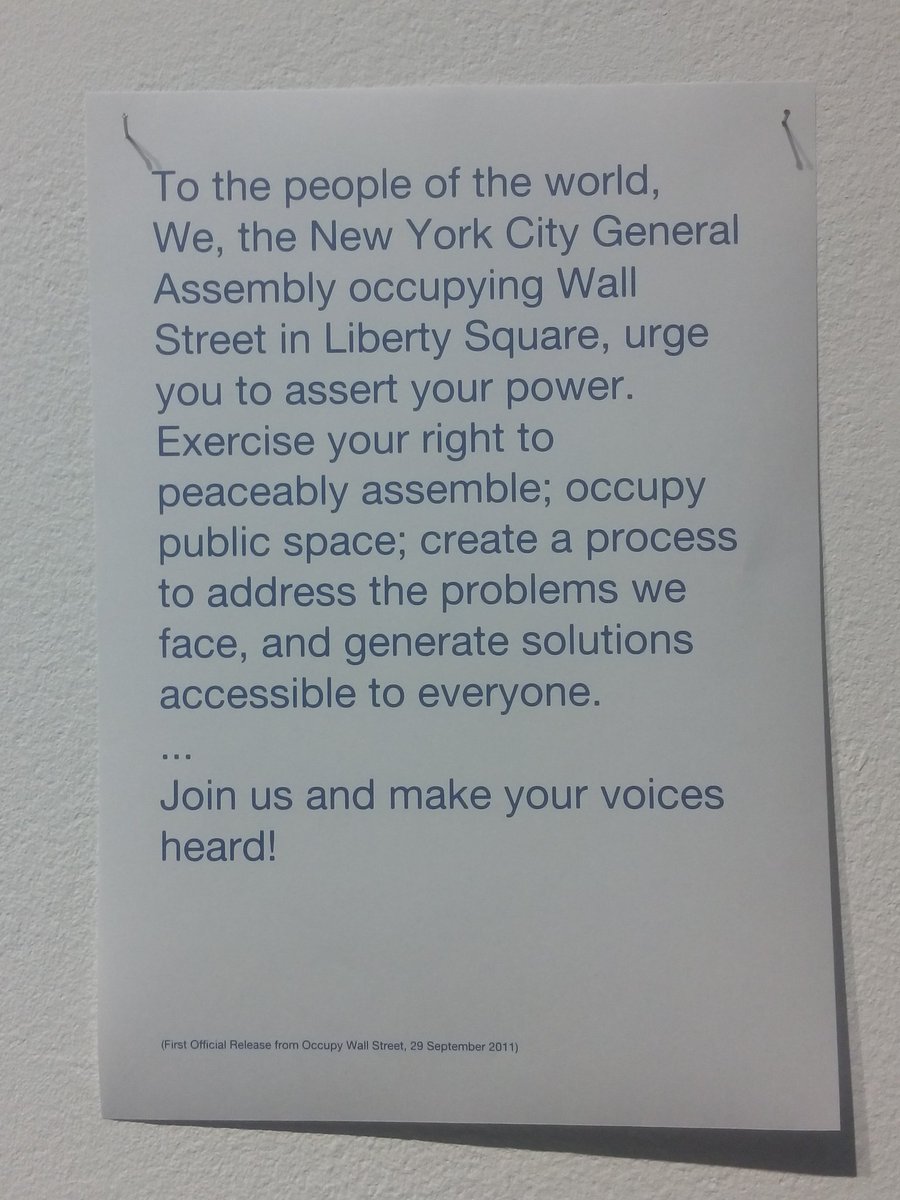 To the people of the world,
We, the New York City General
Assembly occupying Wall
Street in Liberty Square, urge
you to assert your power.
Exercise your right to
peaceably assemble; occupy
public space; create a process
to address the problems we
face, and generate solutions
accessible to everyone.
...
Join us and make your voices
heard!
(First Official Release from Occupy Wall Street, 29 September 2011)